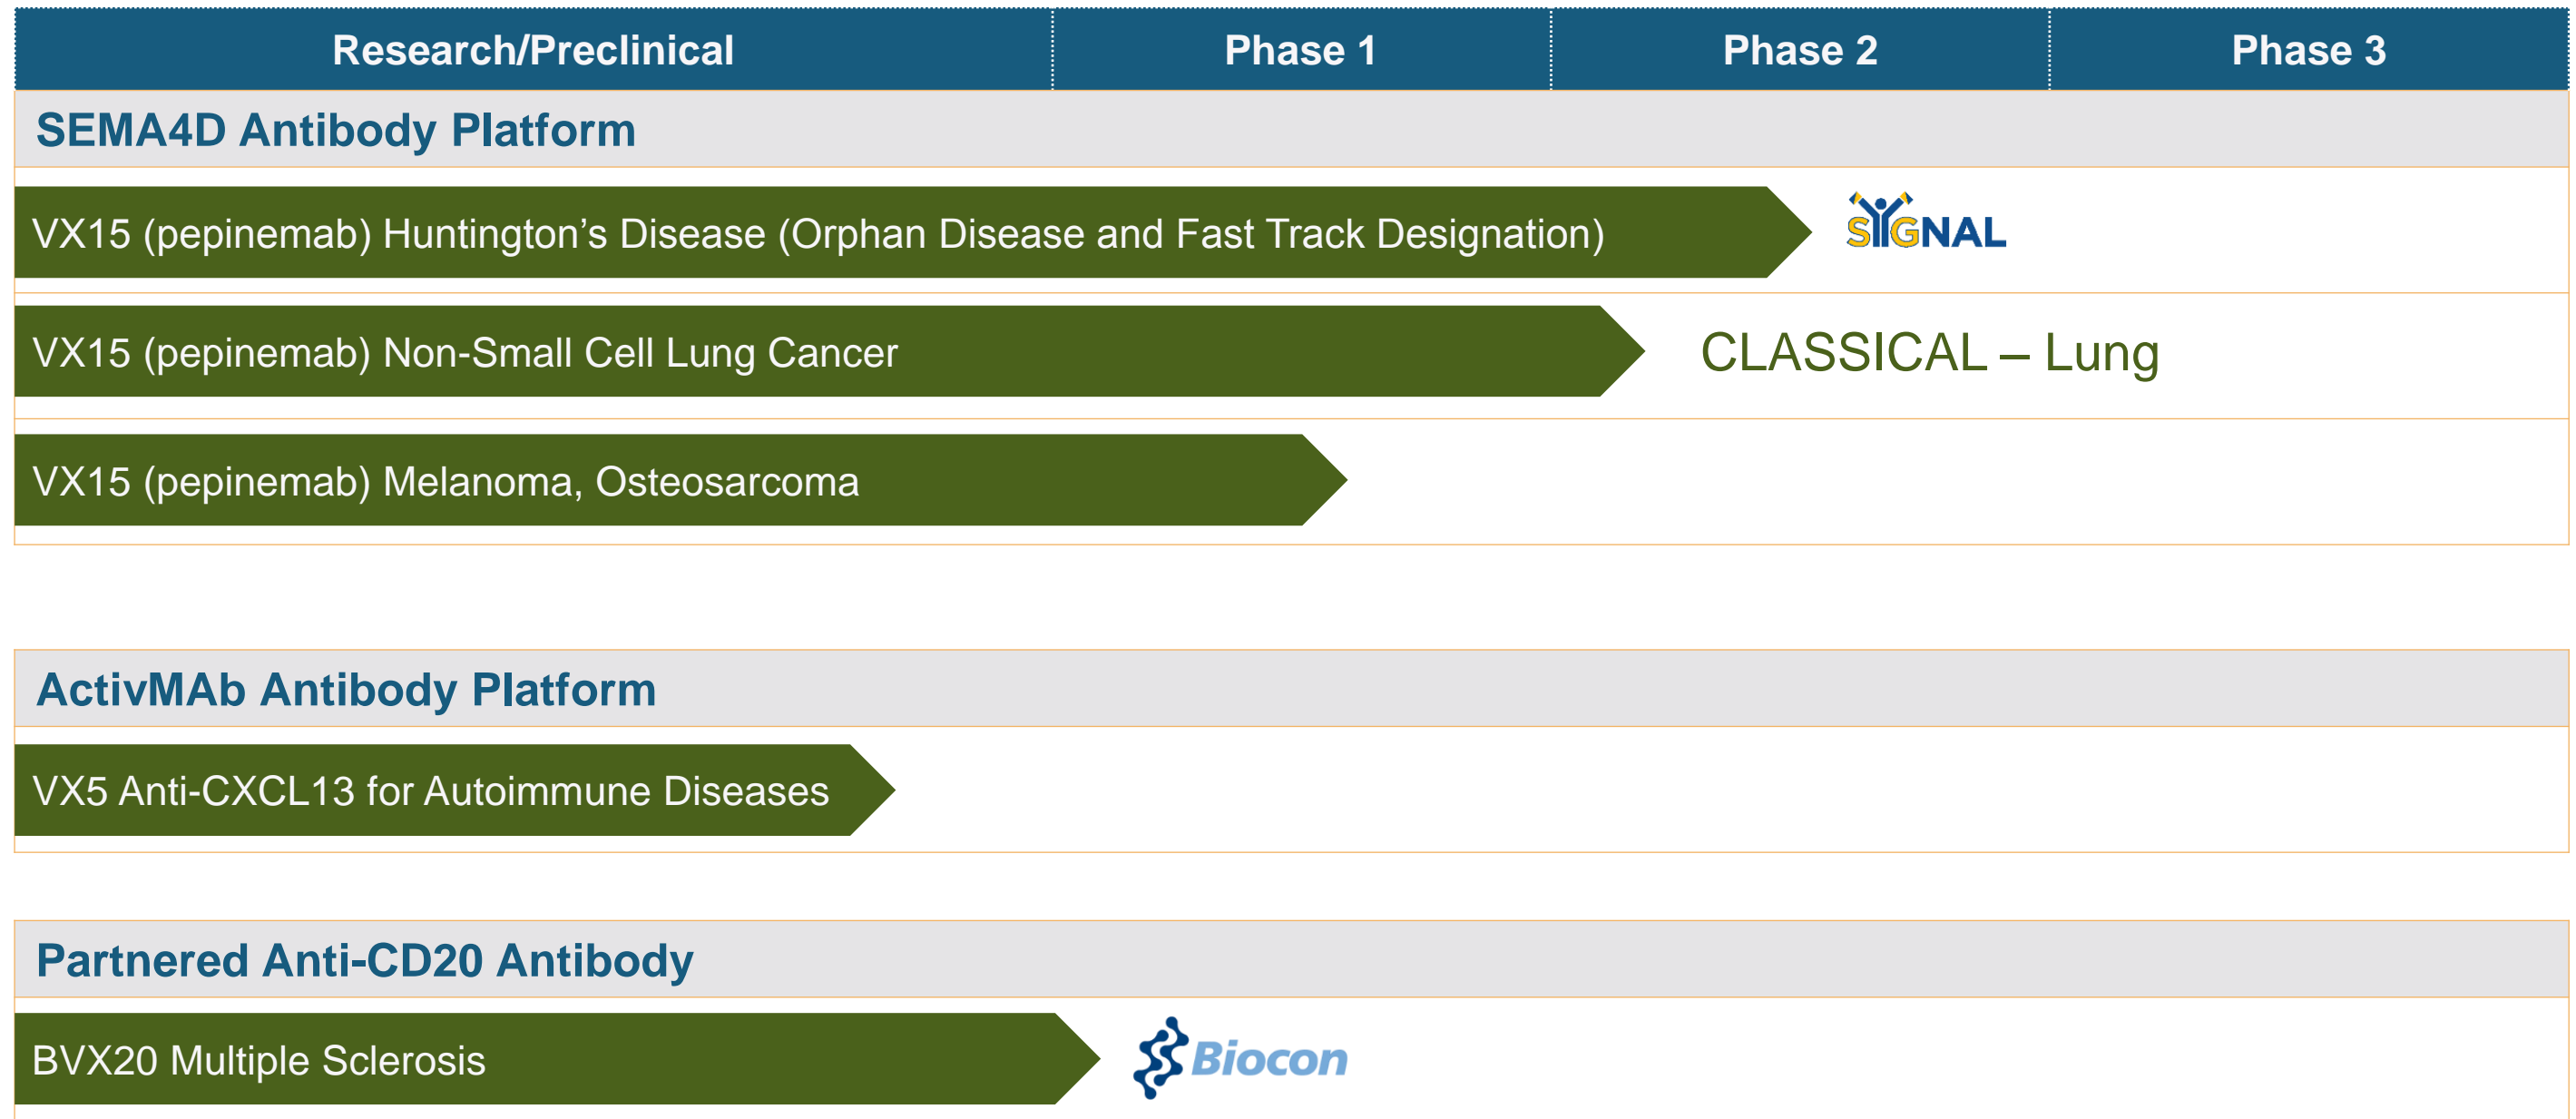 Research/Preclinical Phase 1 Phase 2 Phase 3
SEMA4D Antibody Platform
VX15 (pepinemab) Huntington’s Disease (Orphan Disease and Fast Track Designation)
SIGNAL
VX15 (pepinemab) Non-Small Cell Lung Cancer
CLASSICAL – Lung
VX15 (pepinemab) Melanoma, Osteosarcoma
ActivMAb Antibody Platform
VX5 Anti-CXCL13 for Autoimmune Diseases
Partnered Anti-CD20 Antibody
BVX20 Multiple Sclerosis
Biocon